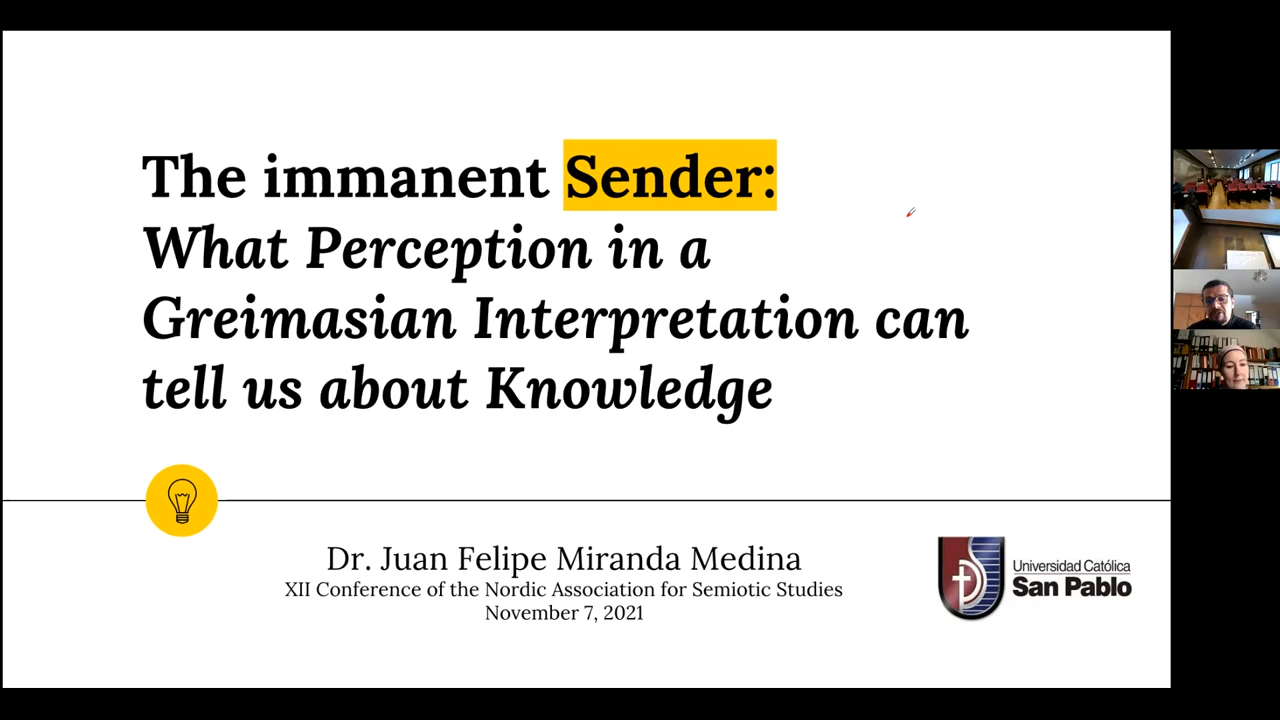 The immanent Sender:
What Perception in a
Greimasian Interpretation can
tell us about Knowledge
Dr. Juan Felipe Miranda Medina
XII Conference of the Nordic Association for Semiotic Studies
November 7, 2021
Universidad Católica
San Pablo